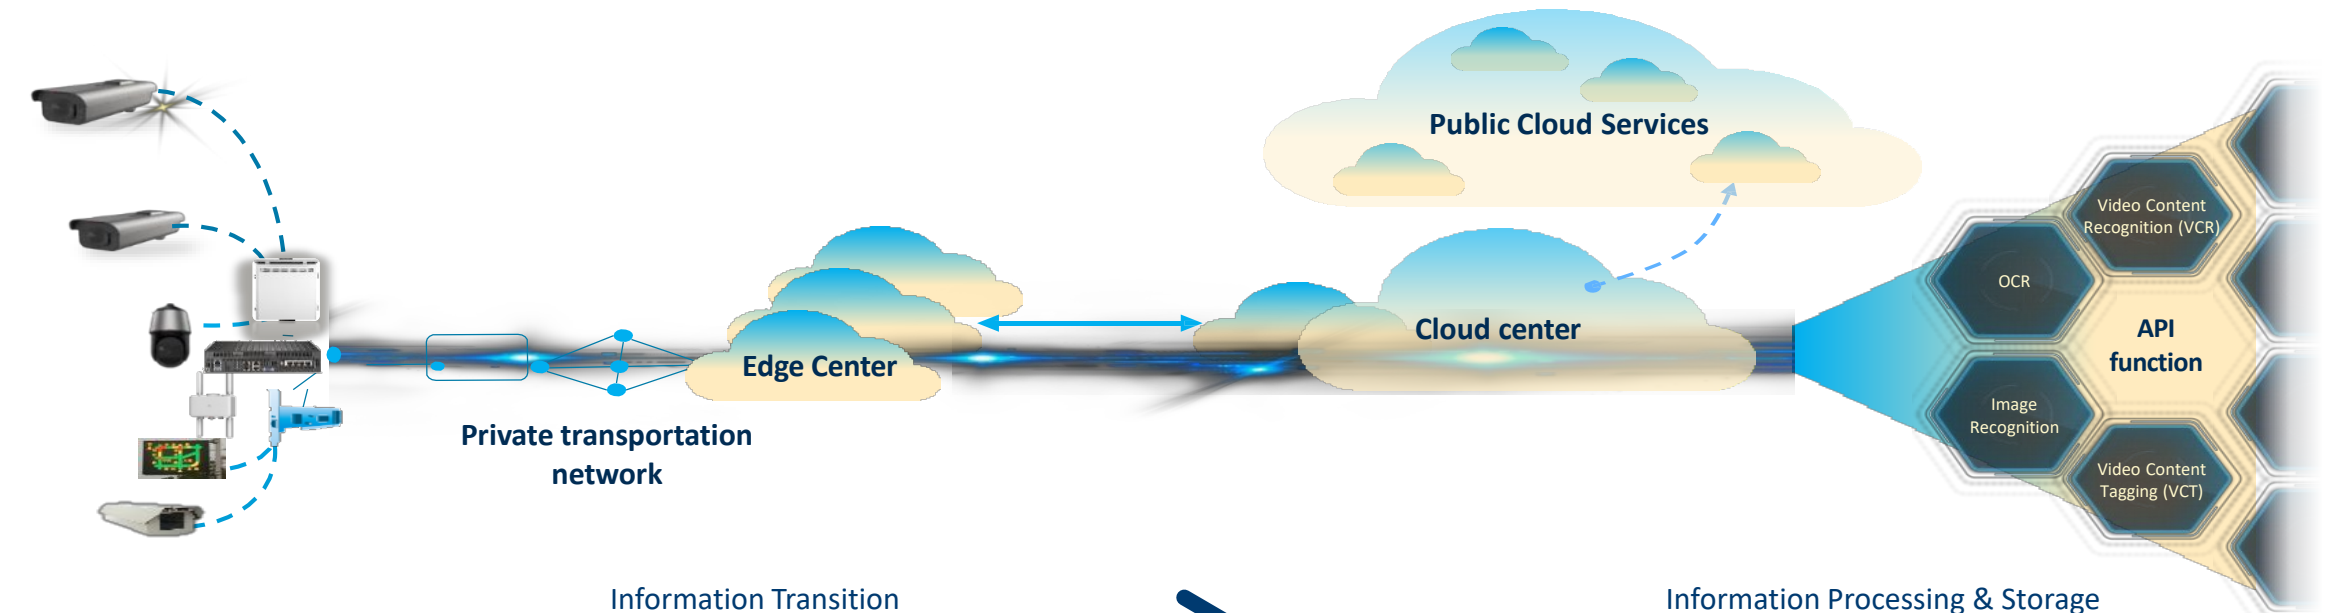 Public Cloud Services
Video Content
Recognition (VCR)
OCR
Cloud center
API
function
Edge Center
Image
Recognition
Private transportation
network
Video Content
Tagging (VCT)
Information Transition
Information Processing & Storage